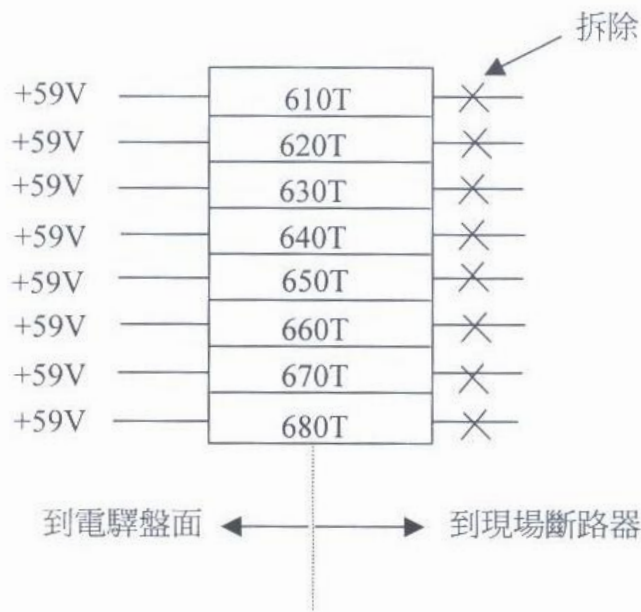 拆除
+59V 610T
+59V 620T
+59V 630T
+59V 640T
+59V 650T
+59V 660T
+59V 670T
+59V 680T
到電驛盤面 到現場斷路器